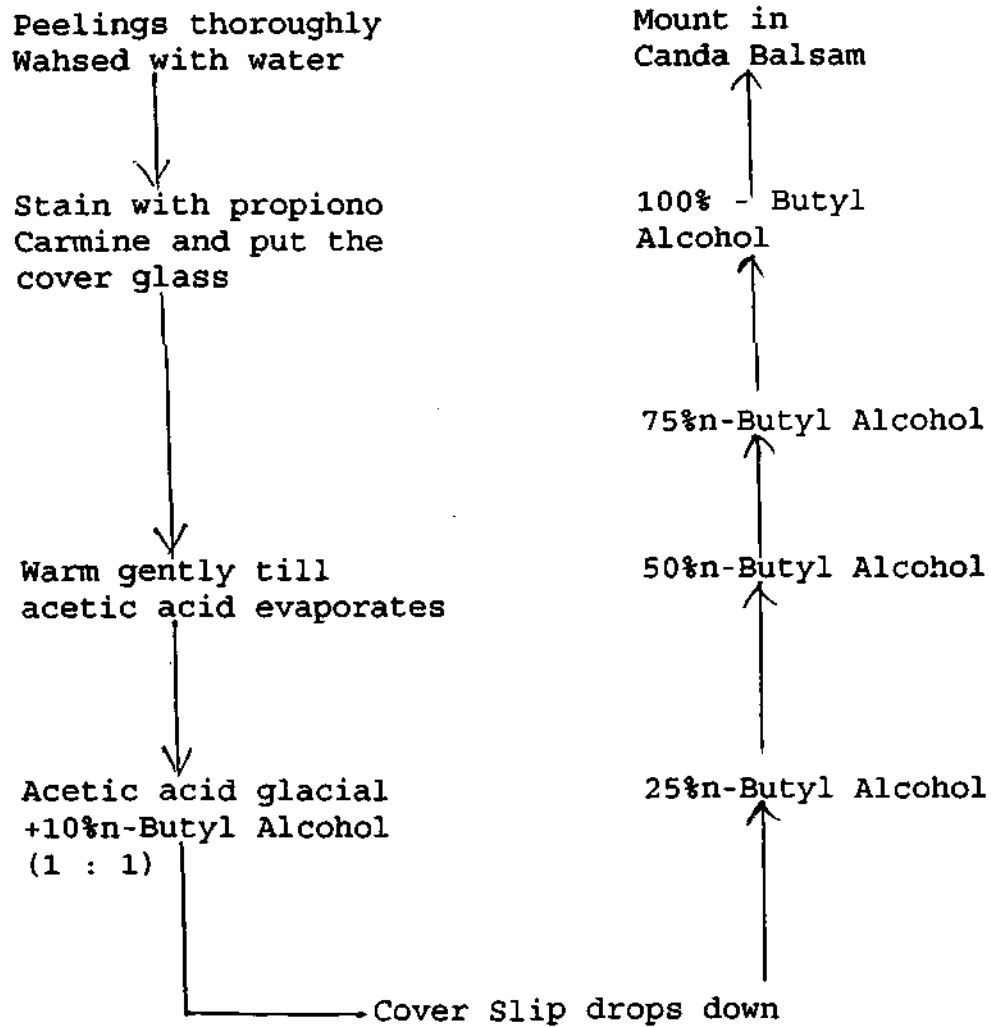 Peelings thoroughly
Wahsed with water
Stain with propiono
Carmine and put the
cover glass
Warm gently till
acetic acid evaporates
Acetic acid glacial
+10%n-Butyl Alcohol
(1 : 1)
Cover Slip drops down
25%n-Butyl Alcohol
50%n-Butyl Alcohol
75%n-Butyl Alcohol
100% - Butyl
Alcohol
Mount in
Canda Balsam